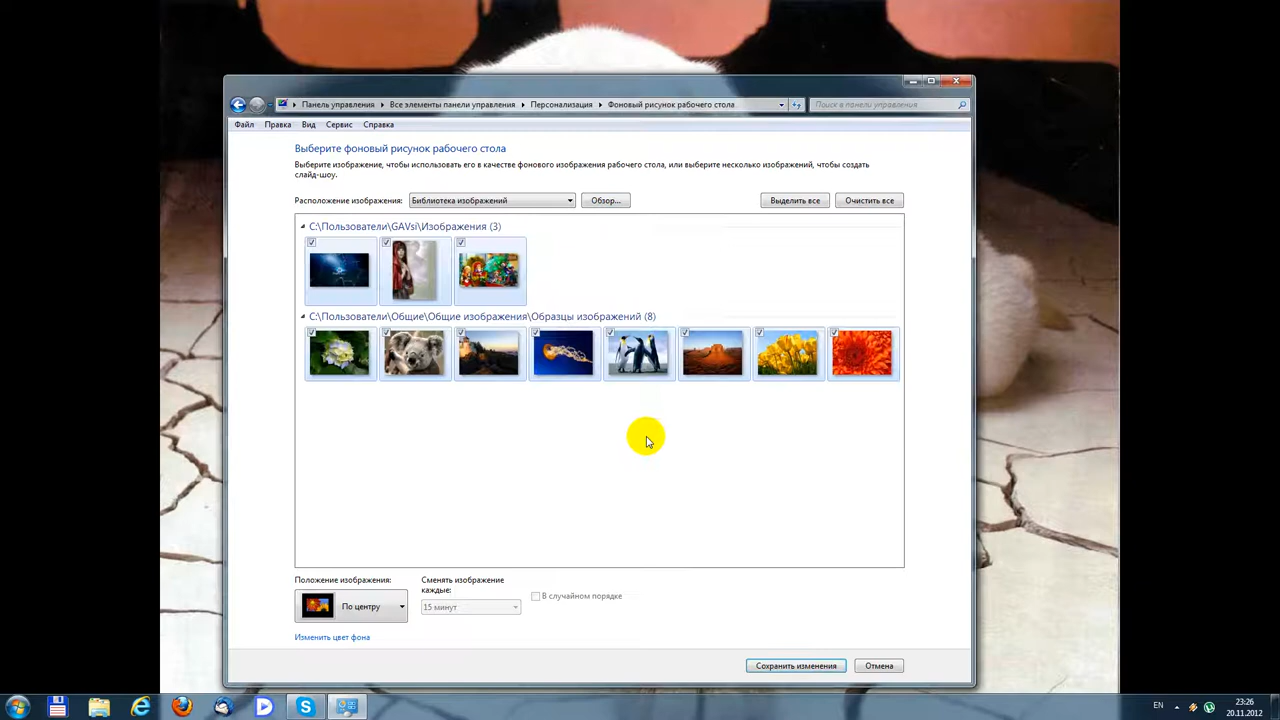 Панель управления
Все элементы панели управления
Персонализация
Фоновый рисунок рабочего стола
Поиск в панели управления
Файл
Правка
Вид
Сервис
Справка
Выберите фоновый рисунок рабочего стола
Выберите изображение, чтобы использовать его в качестве фонового изображения рабочего стола, или выберите несколько изображений, чтобы создать
слайд-шоу.
Расположение изображения:
Библиотека изображений
Обзор...
Выделить все
Очистить все
C:\Пользователи\GAVsi\Изображения (3)
C:\Пользователи\Общие\Общие изображения\Образцы изображений (8)
Положение изображения:
По центру
Сменять изображение
каждые:
15 минут
В случайном порядке
Изменить цвет фона
Сохранить изменения
Отмена
EN
23:26
20.11.2012